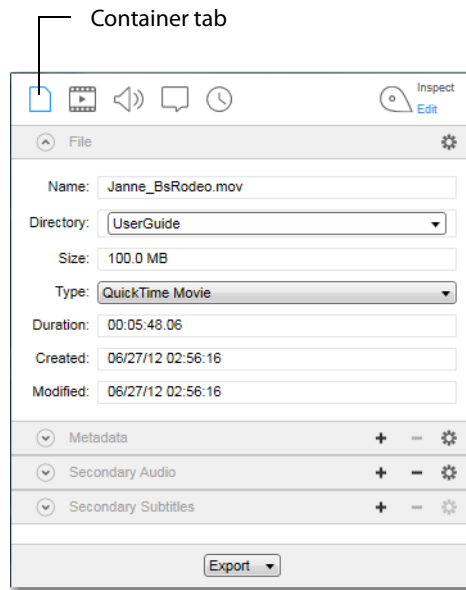 Container tab
Inspect
Edit
File
Name: Janne_BsRodeo.mov
Directory: UserGuide
Size: 100.0 MB
Type: QuickTime Movie
Duration: 00:05:48.06
Created: 06/27/12 02:56:16
Modified: 06/27/12 02:56:16
Metadata
Secondary Audio
Secondary Subtitles
Export